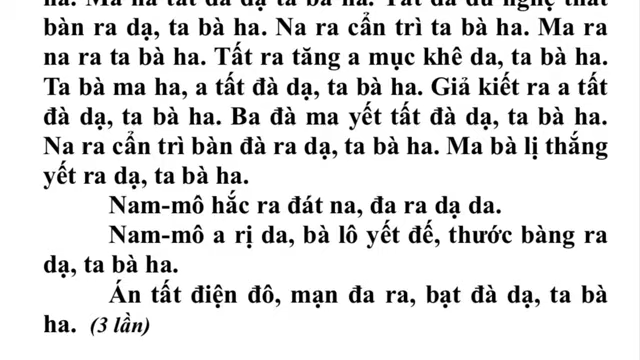 bàn ra dạ, ta bà ha. Na ra cẩn trì ta bà ha. Ma ra
na ra ta bà ha. Tất ra tăng a mục khê da, ta bà ha.
Ta bà ma ha, a tất đà dạ, ta bà ha. Giả kiết ra a tất
đà dạ, ta bà ha. Ba đà ma yết tất đà dạ, ta bà ha.
Na ra cẩn trì bàn đà ra dạ, ta bà ha. Ma bà lị thắng
yết ra dạ, ta bà ha.
Nam-mô hắc ra đát na, đa ra dạ da.
Nam-mô a rị da, bà lô yết đế, thước bàng ra
dạ, ta bà ha.
Án tất điện đô, mạn đa ra, bạt đà dạ, ta bà
ha. (3 lần)